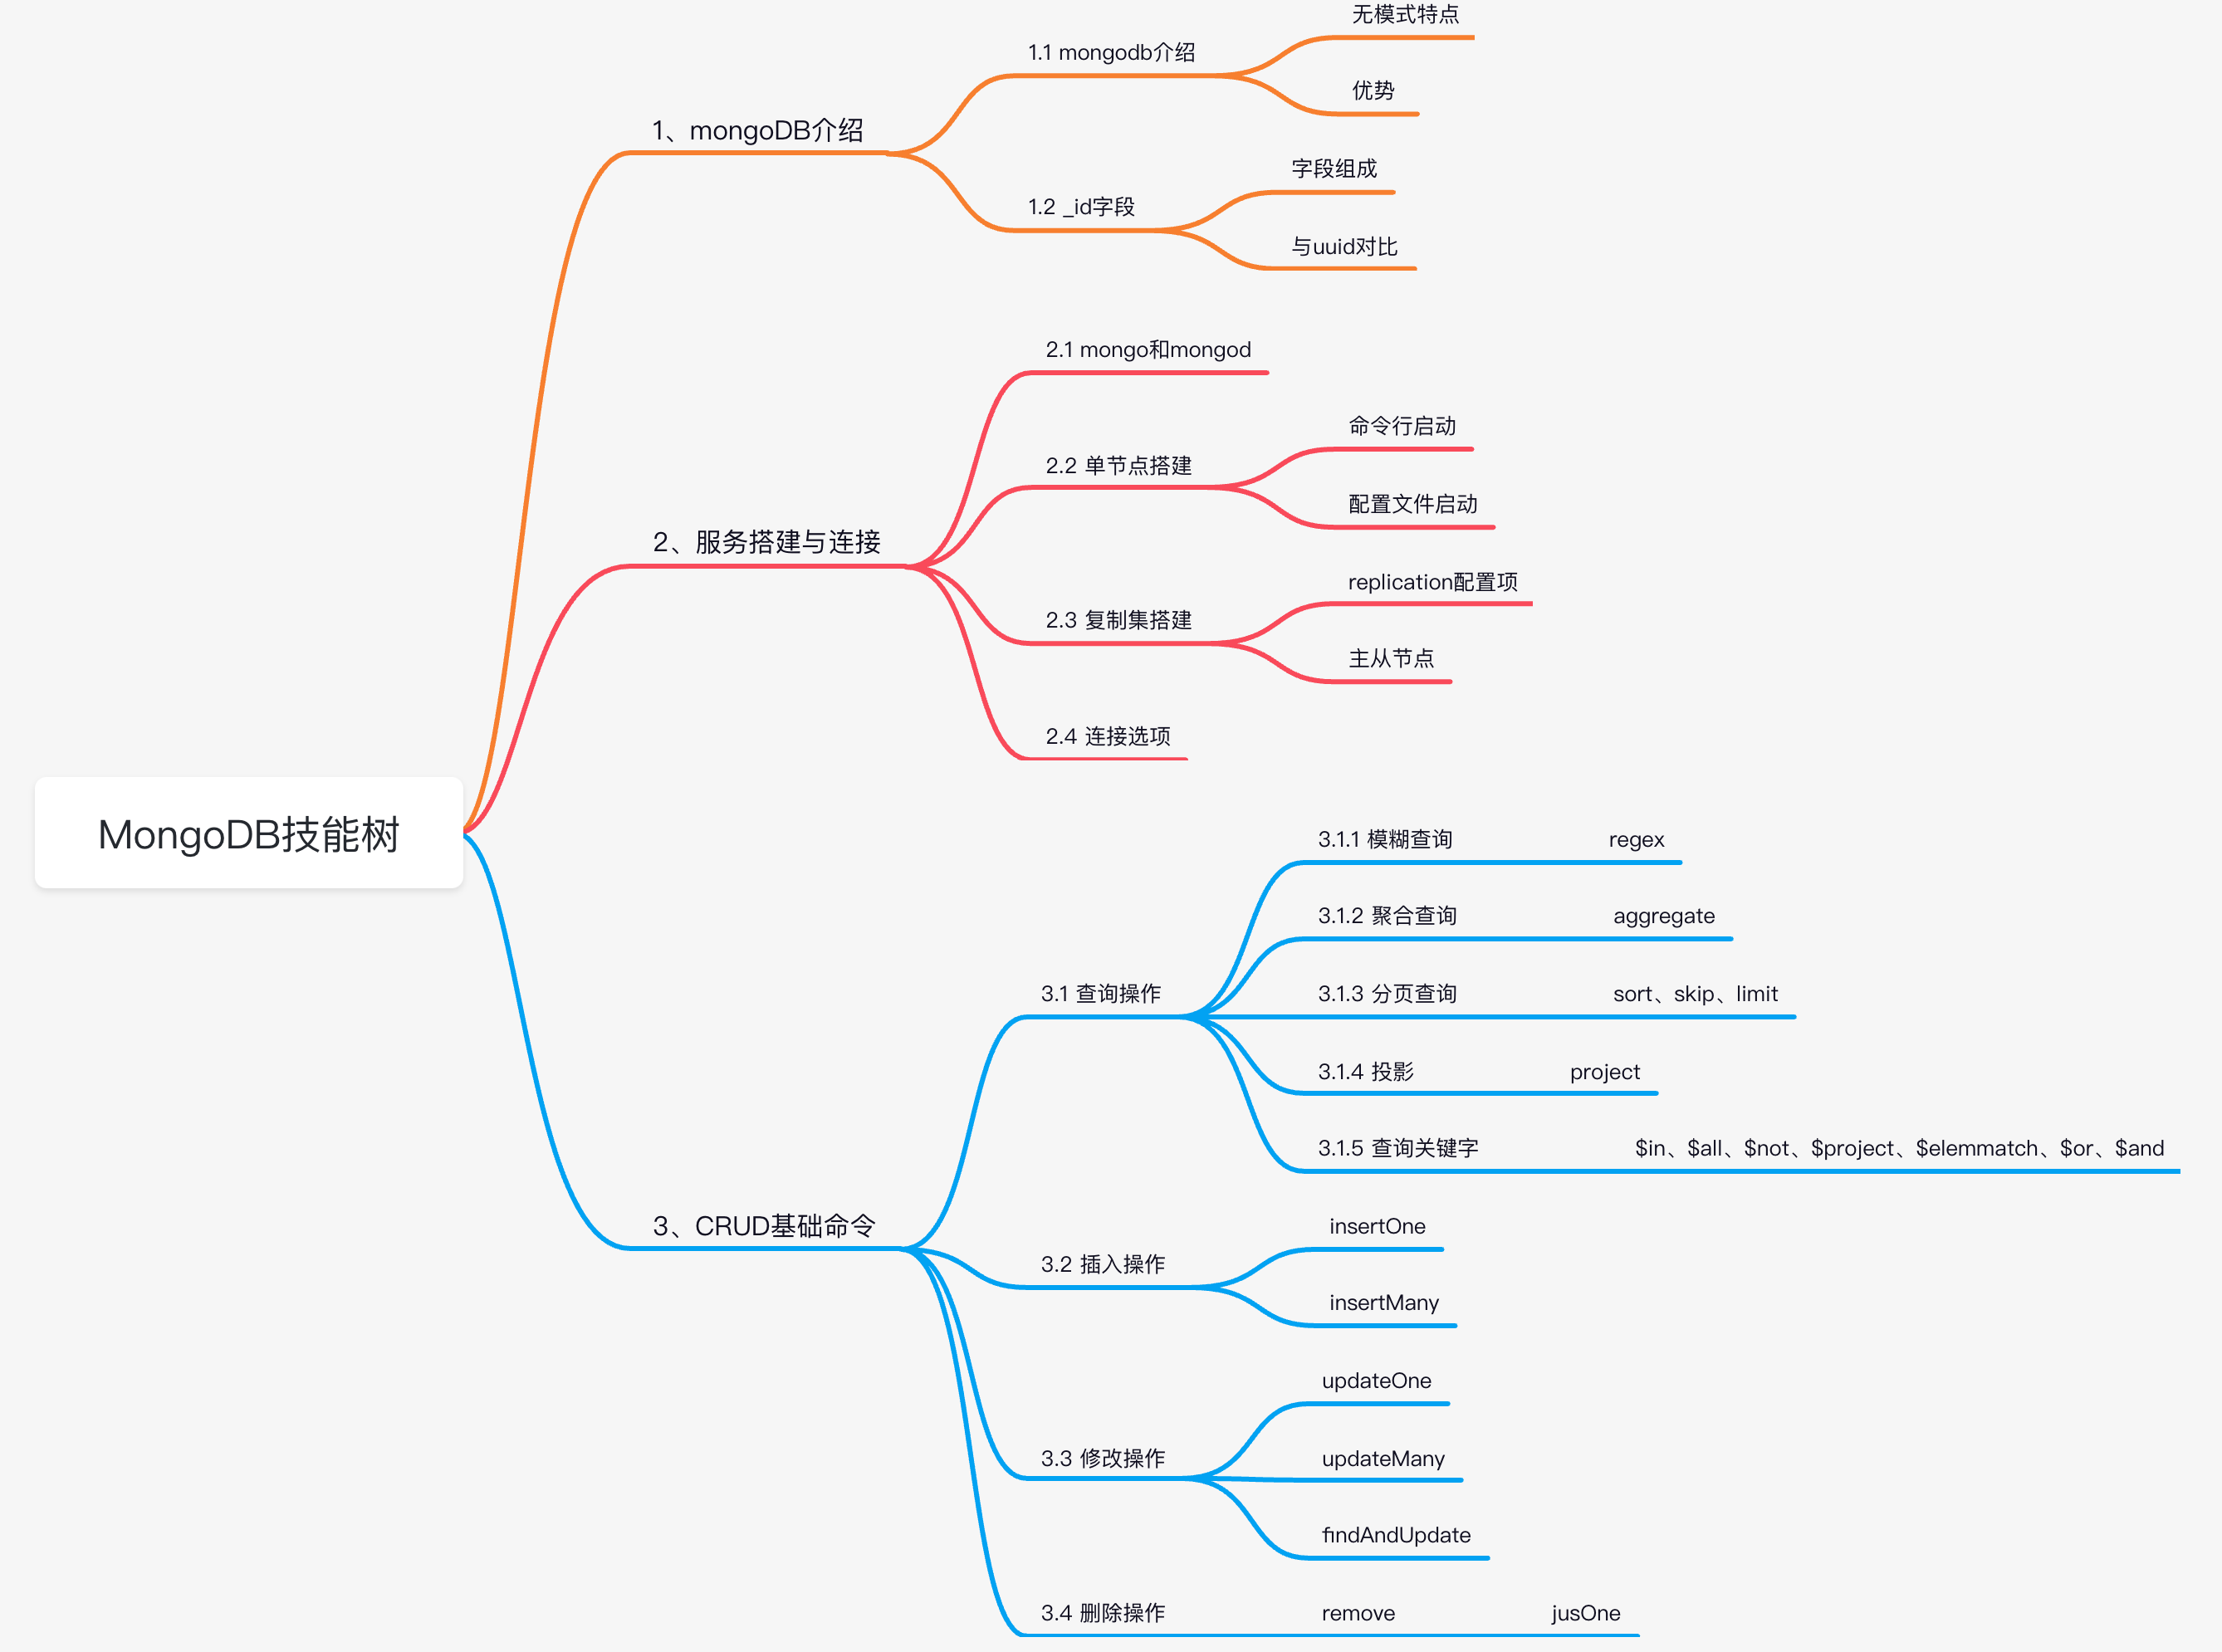 MongoDB技能树
1、mongoDB介绍
1.1 mongodb介绍
无模式特点
优势
1.2 _id字段
字段组成
与uuid对比
2、服务搭建与连接
2.1 mongo和mongod
2.2 单节点搭建
命令行启动
配置文件启动
2.3 复制集搭建
replication配置项
主从节点
2.4 连接选项
3、CRUD基础命令
3.1 查询操作
3.1.1 模糊查询
regex
3.1.2 聚合查询
aggregate
3.1.3 分页查询
sort、skip、limit
3.1.4 投影
project
3.1.5 查询关键字
$in、$all、$not、$project、$elemmatch、$or、$and
3.2 插入操作
insertOne
insertMany
3.3 修改操作
updateOne
updateMany
findAndUpdate
3.4 删除操作
remove
jusOne